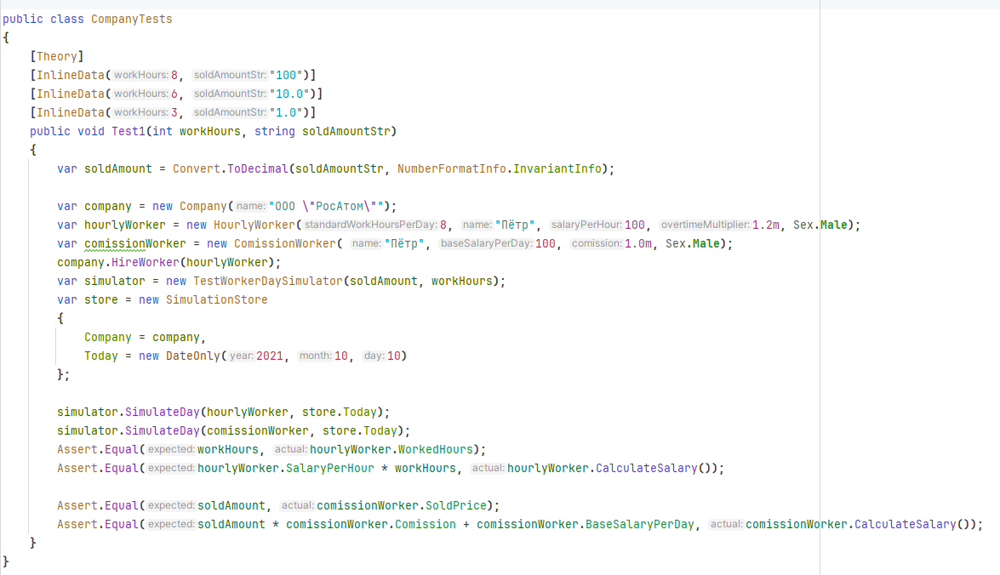 public class CompanyTests
{
[Theory]
[InlineData( workHours: 8, soldAmountStr: "100")]
[InlineData( workHours: 6, soldAmountStr: "10.0")]
[InlineData( workHours: 3, soldAmountStr: "1.0")]
public void Test1(int workHours, string soldAmountStr)
{
var soldAmount = Convert.ToDecimal(soldAmountStr, NumberFormatInfo.InvariantInfo);
var company = new Company( name: "ООО \"РосАтом\"");
var hourlyWorker = new HourlyWorker( standardWorkHoursPerDay: 8, name: "Пётр", salaryPerHour: 100, overtimeMultiplier: 1.2m, Sex.Male);
var comissionWorker = new ComissionWorker( name: "Пётр", baseSalaryPerDay: 100, comission: 1.0m, Sex.Male);
company.HireWorker(hourlyWorker);
var simulator = new TestWorkerDaySimulator(soldAmount, workHours);
var store = new SimulationStore
{
Company = company,
Today = new DateOnly( year: 2021, month: 10, day: 10)
};
simulator.SimulateDay(hourlyWorker, store.Today);
simulator.SimulateDay(comissionWorker, store.Today);
Assert.Equal( expected: workHours, actual: hourlyWorker.WorkedHours);
Assert.Equal( expected: hourlyWorker.SalaryPerHour * workHours, actual: hourlyWorker.CalculateSalary());
Assert.Equal( expected: soldAmount, actual: comissionWorker.SoldPrice);
Assert.Equal( expected: soldAmount * comissionWorker.Comission + comissionWorker.BaseSalaryPerDay, actual: comissionWorker.CalculateSalary());
}
}